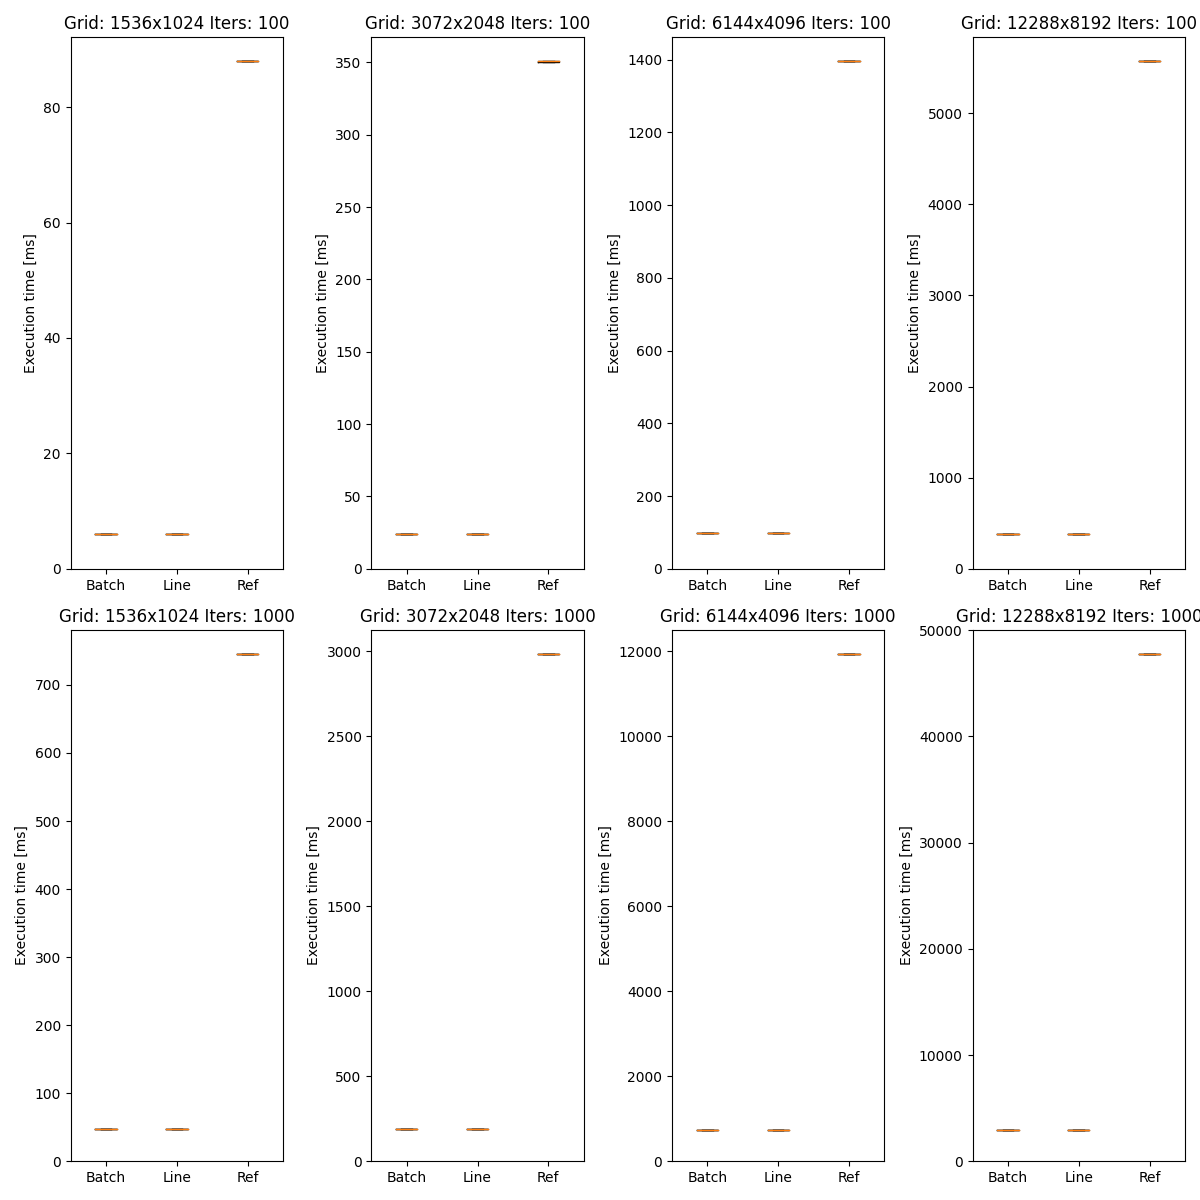 Grid: 1536x1024 Iters: 100
Execution time [ms]
80
60
40
20
0
Batch Line Ref
Grid: 3072x2048 Iters: 100
Execution time [ms]
350
300
250
200
150
100
50
0
Batch Line Ref
Grid: 6144x4096 Iters: 100
Execution time [ms]
1400
1200
1000
800
600
400
200
0
Batch Line Ref
Grid: 12288x8192 Iters: 100
Execution time [ms]
5000
4000
3000
2000
1000
0
Batch Line Ref
Grid: 1536x1024 Iters: 1000
Execution time [ms]
700
600
500
400
300
200
100
0
Batch Line Ref
Grid: 3072x2048 Iters: 1000
Execution time [ms]
3000
2500
2000
1500
1000
500
0
Batch Line Ref
Grid: 6144x4096 Iters: 1000
Execution time [ms]
12000
10000
8000
6000
4000
2000
0
Batch Line Ref
Grid: 12288x8192 Iters: 1000
Execution time [ms]
50000
40000
30000
20000
10000
0
Batch Line Ref